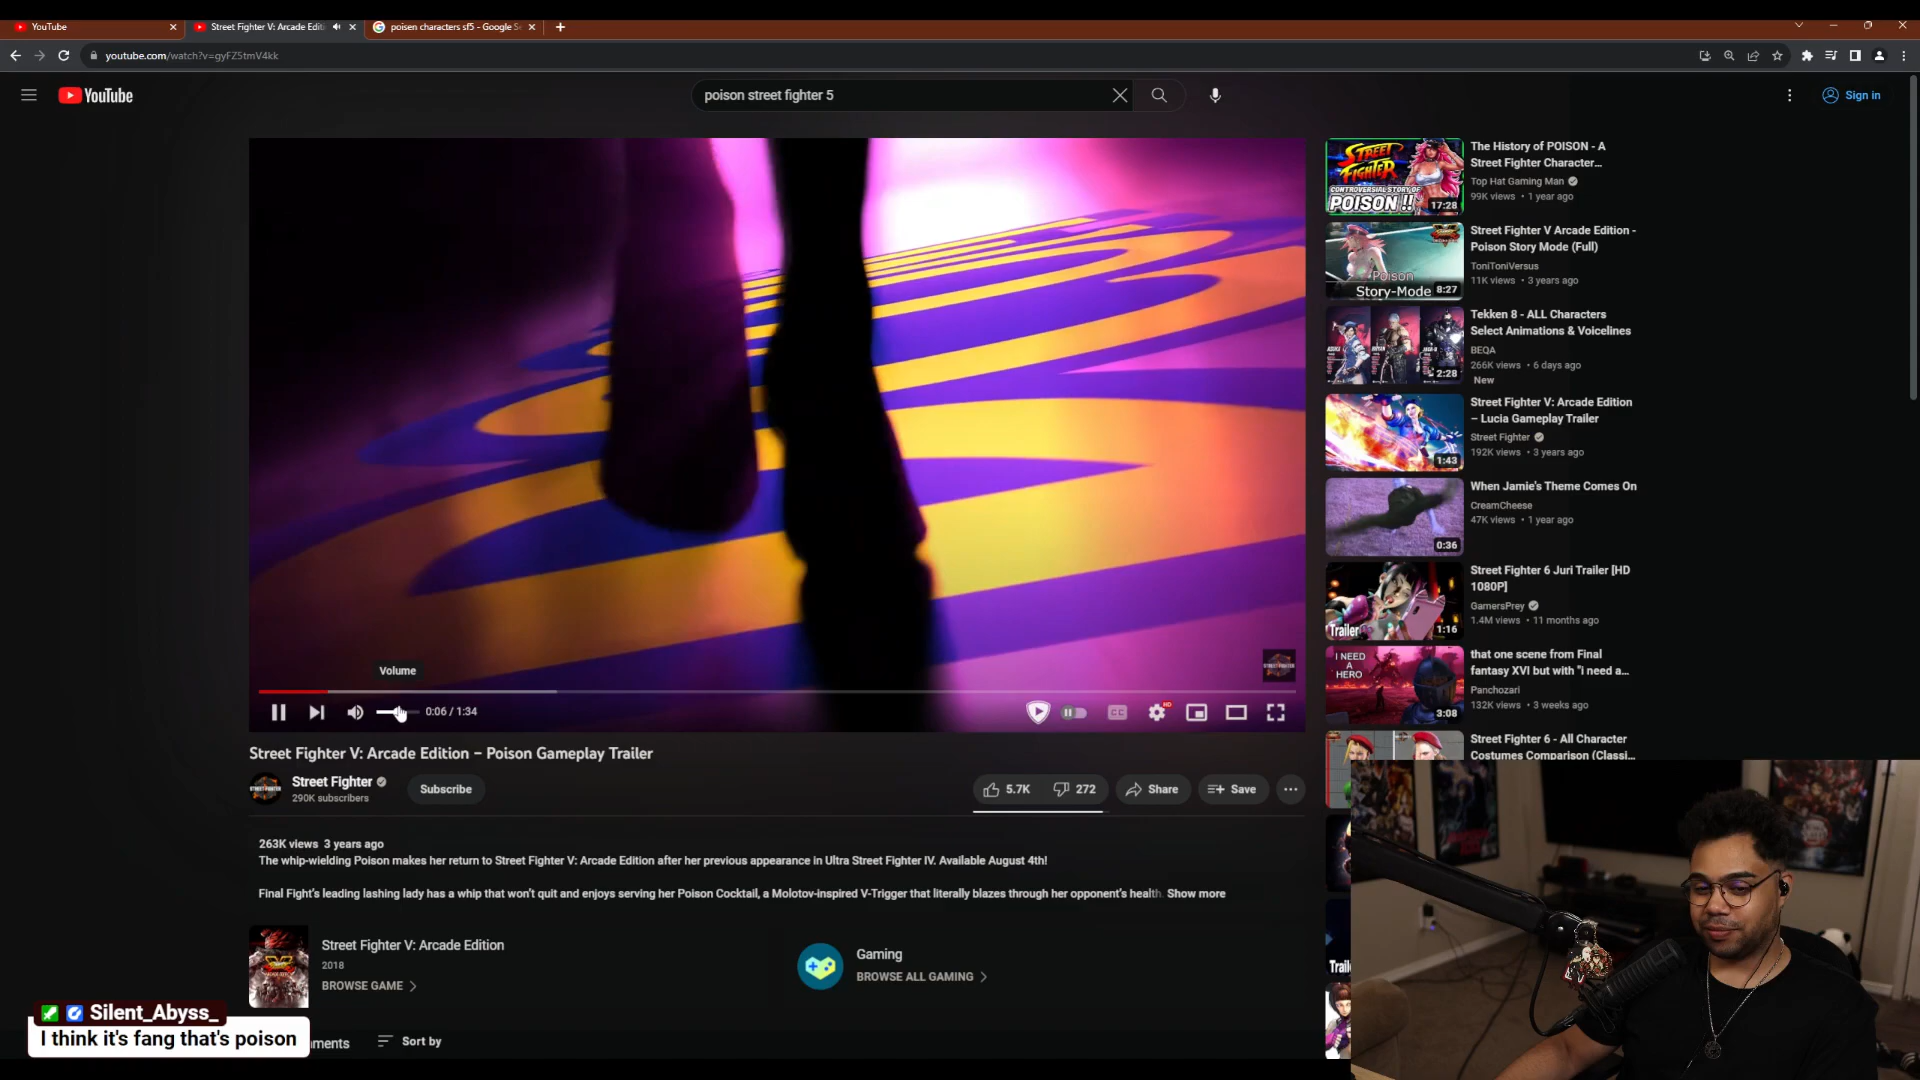 YouTube
Street Fighter V: Arcade Edit
poisen characters sf5 - Google S
youtube.com/watch?v=gyFZ5tmV4kk
YouTube
poison street fighter 5
Sign in
Volume
0:06 / 1:34
CC
HD
Street Fighter V: Arcade Edition – Poison Gameplay Trailer
Street Fighter
290K subscribers
Subscribe
5.7K
272
Share
Save
263K views 3 years ago
The whip-wielding Poison makes her return to Street Fighter V: Arcade Edition after her previous appearance in Ultra Street Fighter IV. Available August 4th!
Final Fight's leading lashing lady has a whip that won't quit and enjoys serving her Poison Cocktail, a Molotov-inspired V-Trigger that literally blazes through her opponent's health. Show more
Street Fighter V: Arcade Edition
2018
BROWSE GAME
Gaming
BROWSE ALL GAMING
Silent_Abyss_
I think it's fang that's poison
mments
Sort by
STREET FIGHTER
CONTROVERSIAL STORY OF
POISON !!
17:28
The History of POISON - A
Street Fighter Character...
Top Hat Gaming Man
99K views • 1 year ago
Poison
Story-Mode
8:27
Street Fighter V Arcade Edition -
Poison Story Mode (Full)
ToniToniVersus
11K views • 3 years ago
2:28
Tekken 8 - ALL Characters
Select Animations & Voicelines
BEQA
266K views • 6 days ago
New
1:43
Street Fighter V: Arcade Edition
– Lucia Gameplay Trailer
Street Fighter
192K views • 3 years ago
0:36
When Jamie's Theme Comes On
CreamCheese
47K views • 1 year ago
Trailer
1:16
Street Fighter 6 Juri Trailer [HD
1080P]
GamersPrey
1.4M views • 11 months ago
I NEED
A
HERO
3:08
that one scene from Final
fantasy XVI but with "i need a...
Panchozari
132K views • 3 weeks ago
Street Fighter 6 - All Character
Costumes Comparison (Classi...
Trail